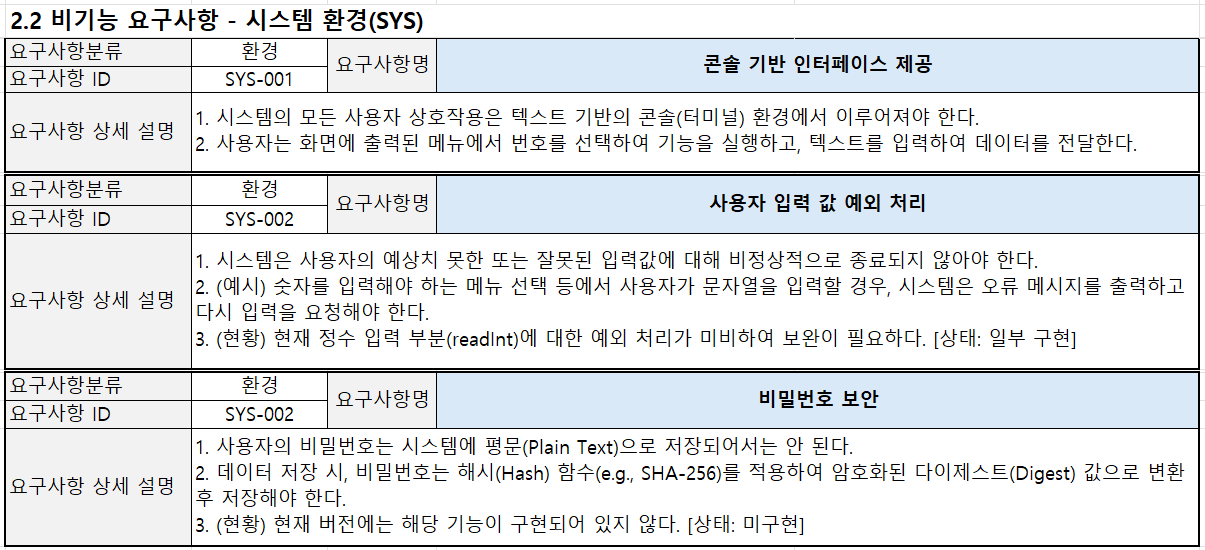 2.2 비기능 요구사항 - 시스템 환경(SYS)
요구사항분류 환경 요구사항명 콘솔 기반 인터페이스 제공
요구사항 ID SYS-001
요구사항 상세 설명
1. 시스템의 모든 사용자 상호작용은 텍스트 기반의 콘솔(터미널) 환경에서 이루어져야 한다.
2. 사용자는 화면에 출력된 메뉴에서 번호를 선택하여 기능을 실행하고, 텍스트를 입력하여 데이터를 전달한다.
요구사항분류 환경 요구사항명 사용자 입력 값 예외 처리
요구사항 ID SYS-002
요구사항 상세 설명
1. 시스템은 사용자의 예상치 못한 또는 잘못된 입력값에 대해 비정상적으로 종료되지 않아야 한다.
2. (예시) 숫자를 입력해야 하는 메뉴 선택 등에서 사용자가 문자열을 입력할 경우, 시스템은 오류 메시지를 출력하고
다시 입력을 요청해야 한다.
3. (현황) 현재 정수 입력 부분(readInt)에 대한 예외 처리가 미비하여 보완이 필요하다. [상태: 일부 구현]
요구사항분류 환경 요구사항명 비밀번호 보안
요구사항 ID SYS-002
요구사항 상세 설명
1. 사용자의 비밀번호는 시스템에 평문(Plain Text)으로 저장되어서는 안 된다.
2. 데이터 저장 시, 비밀번호는 해시(Hash) 함수(e.g., SHA-256)를 적용하여 암호화된 다이제스트(Digest) 값으로 변환
후 저장해야 한다.
3. (현황) 현재 버전에는 해당 기능이 구현되어 있지 않다. [상태: 미구현]